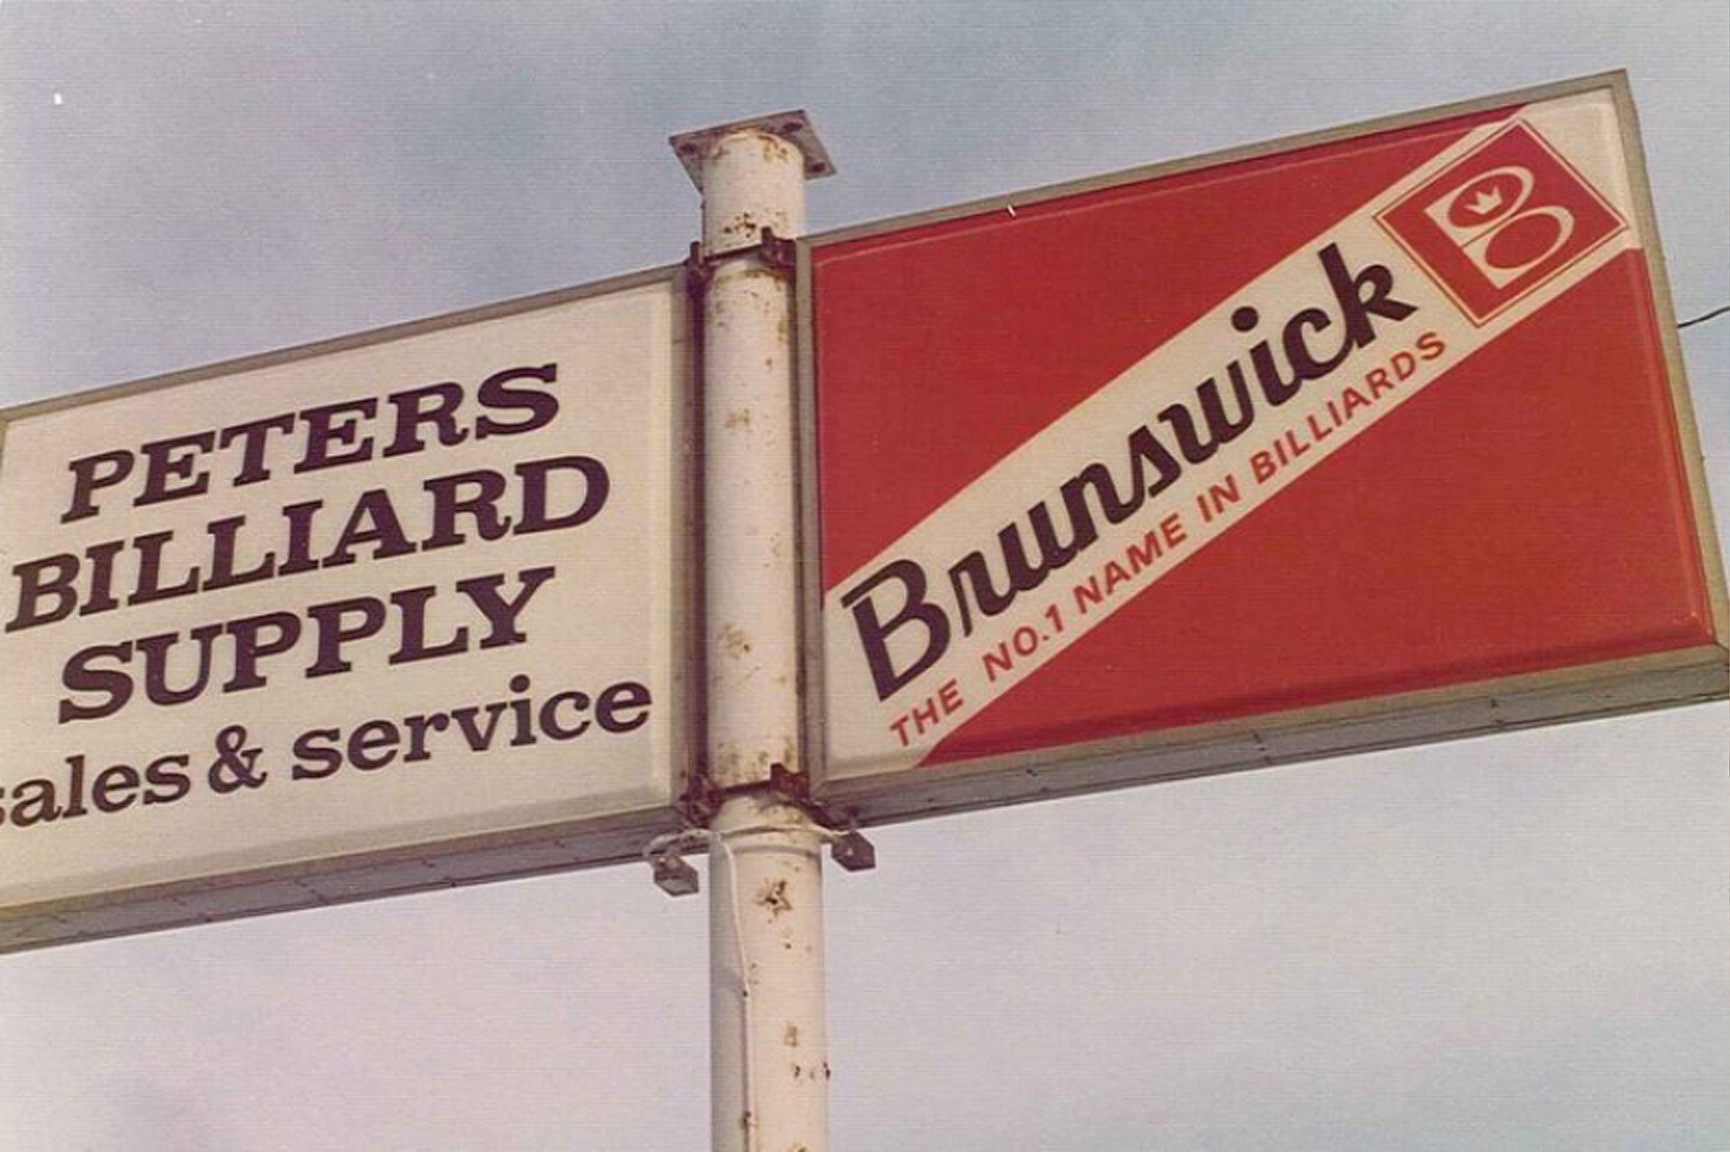 PETERS
BILLIARD
SUPPLY
sales & service
Brunswick
THE NO.1 NAME IN BILLIARDS
B